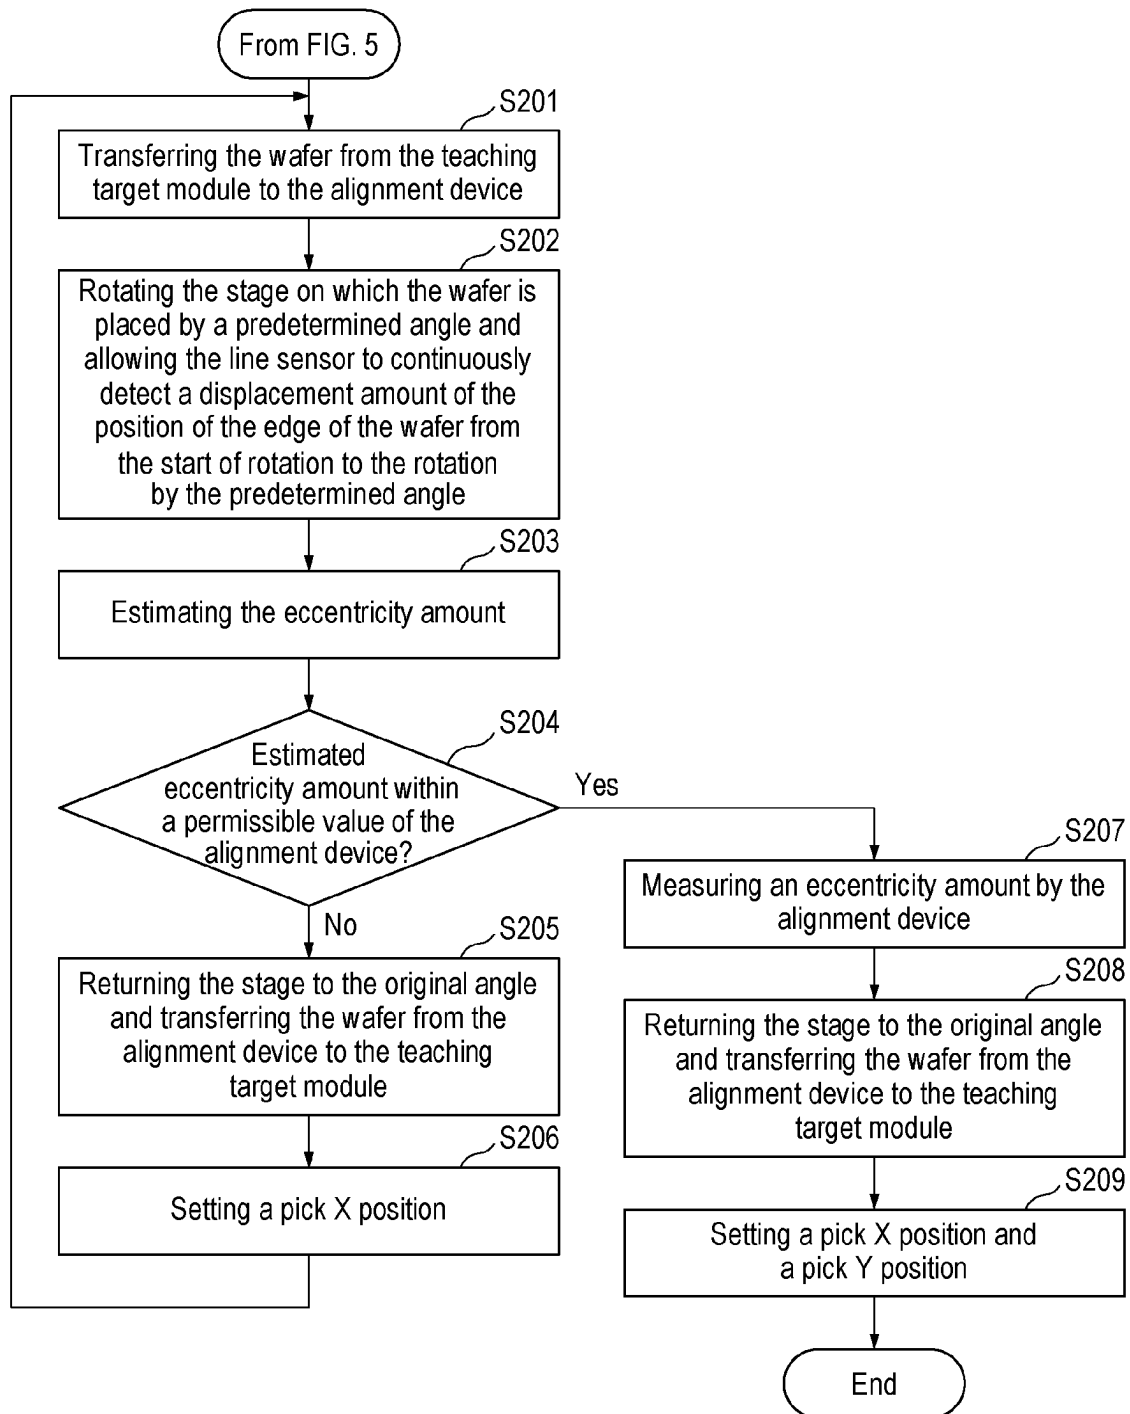 From FIG. 5
S201
Transferring the wafer from the teaching
target module to the alignment device
S202
Rotating the stage on which the wafer is
placed by a predetermined angle and
allowing the line sensor to continuously
detect a displacement amount of the
position of the edge of the wafer from
the start of rotation to the rotation
by the predetermined angle
S203
Estimating the eccentricity amount
S204
Estimated
eccentricity amount within
a permissible value of the
alignment device?
Yes
No
S205
Returning the stage to the original angle
and transferring the wafer from the
alignment device to the teaching
target module
S206
Setting a pick X position
S207
Measuring an eccentricity amount by the
alignment device
S208
Returning the stage to the original angle
and transferring the wafer from the
alignment device to the teaching
target module
S209
Setting a pick X position and
a pick Y position
End